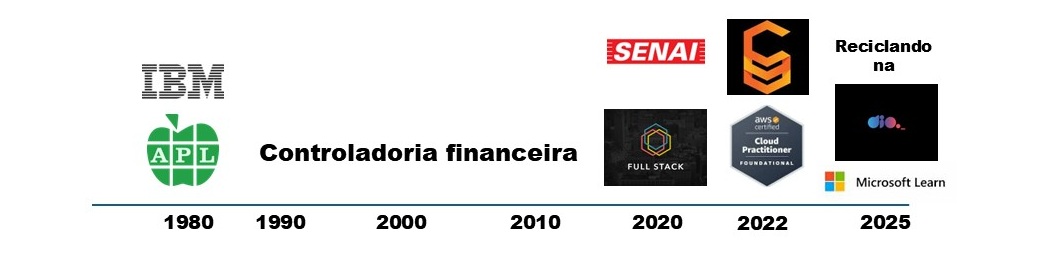 IBM
APL
Controladoria financeira
SENAI
FULL STACK
aws
certified
Cloud
Practitioner
FOUNDATIONAL
Reciclando
na
dio._
Microsoft Learn
1980
1990
2000
2010
2020
2022
2025